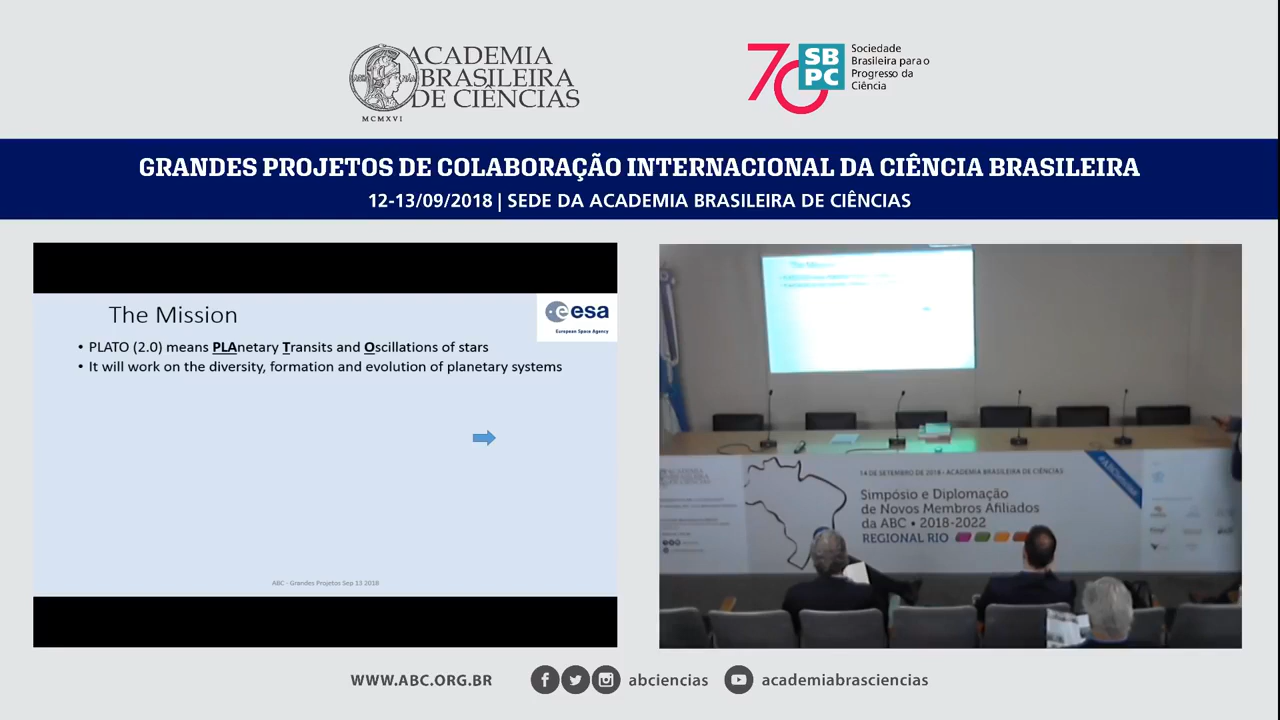 ACADEMIA
BRASILEIRA
DE CIÊNCIAS
MCMXVI
70
SB
PC
Sociedade
Brasileira para o
Progresso da
Ciência
GRANDES PROJETOS DE COLABORAÇÃO INTERNACIONAL DA CIÊNCIA BRASILEIRA
12-13/09/2018 | SEDE DA ACADEMIA BRASILEIRA DE CIÊNCIAS
The Mission
esa
European Space Agency
• PLATO (2.0) means PLAnetary Transits and Oscillations of stars
• It will work on the diversity, formation and evolution of planetary systems
ABC - Grandes Projetos Sep 13 2018
The Mission
14 DE SETEMBRO DE 2018 • ACADEMIA BRASILEIRA DE CIÊNCIAS
Simpósio e Diplomação
de Novos Membros Afiliados
da ABC • 2018-2022
REGIONAL RIO
WWW.ABC.ORG.BR
abciencias
academiabrasciencias